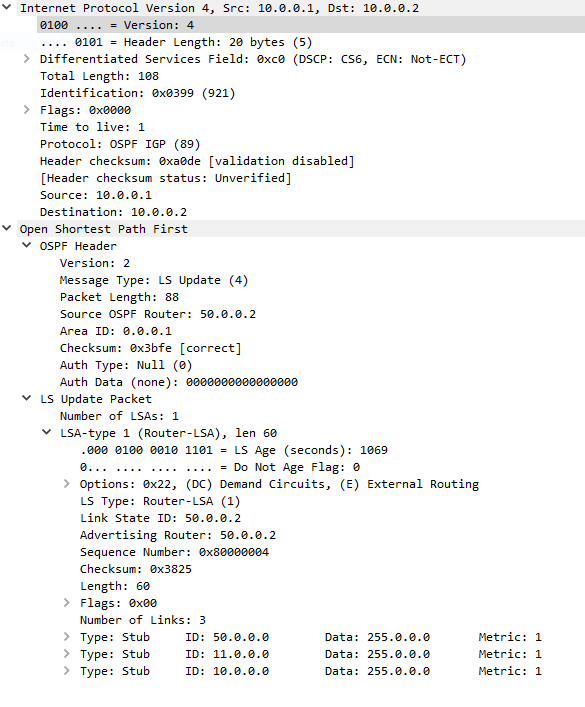 Internet Protocol Version 4, Src: 10.0.0.1, Dst: 10.0.0.2
0100 .... = Version: 4
.... 0101 = Header Length: 20 bytes (5)
Differentiated Services Field: 0xc0 (DSCP: CS6, ECN: Not-ECT)
Total Length: 108
Identification: 0x0399 (921)
Flags: 0x0000
Time to live: 1
Protocol: OSPF IGP (89)
Header checksum: 0xa0de [validation disabled]
[Header checksum status: Unverified]
Source: 10.0.0.1
Destination: 10.0.0.2
Open Shortest Path First
OSPF Header
Version: 2
Message Type: LS Update (4)
Packet Length: 88
Source OSPF Router: 50.0.0.2
Area ID: 0.0.0.1
Checksum: 0x3bfe [correct]
Auth Type: Null (0)
Auth Data (none): 0000000000000000
LS Update Packet
Number of LSAs: 1
LSA-type 1 (Router-LSA), len 60
.000 0100 0010 1101 = LS Age (seconds): 1069
0... .... .... .... = Do Not Age Flag: 0
Options: 0x22, (DC) Demand Circuits, (E) External Routing
LS Type: Router-LSA (1)
Link State ID: 50.0.0.2
Advertising Router: 50.0.0.2
Sequence Number: 0x80000004
Checksum: 0x3825
Length: 60
Flags: 0x00
Number of Links: 3
Type: Stub ID: 50.0.0.0 Data: 255.0.0.0 Metric: 1
Type: Stub ID: 11.0.0.0 Data: 255.0.0.0 Metric: 1
Type: Stub ID: 10.0.0.0 Data: 255.0.0.0 Metric: 1